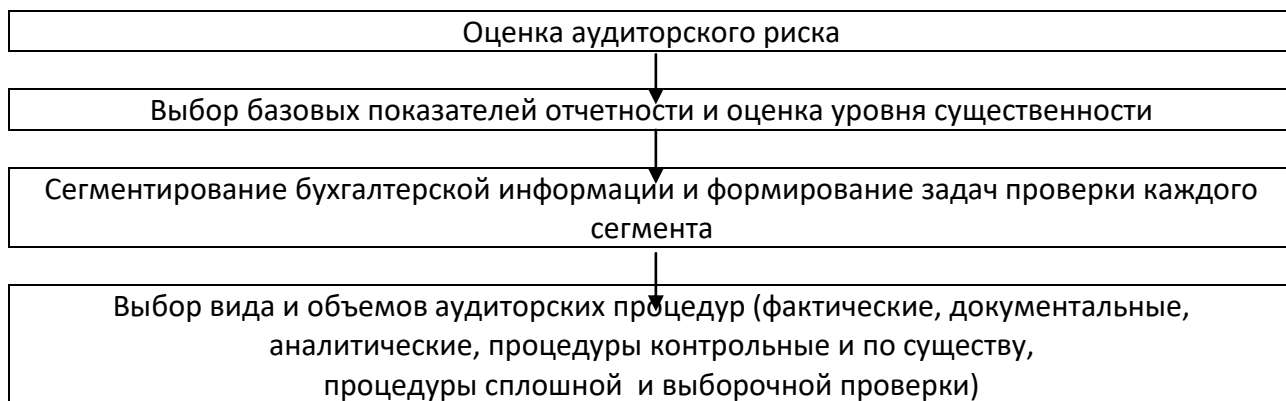 Оценка аудиторского риска
Выбор базовых показателей отчетности и оценка уровня существенности
Сегментирование бухгалтерской информации и формирование задач проверки каждого
сегмента
Выбор вида и объемов аудиторских процедур (фактические, документальные,
аналитические, процедуры контрольные и по существу,
процедуры сплошной и выборочной проверки)